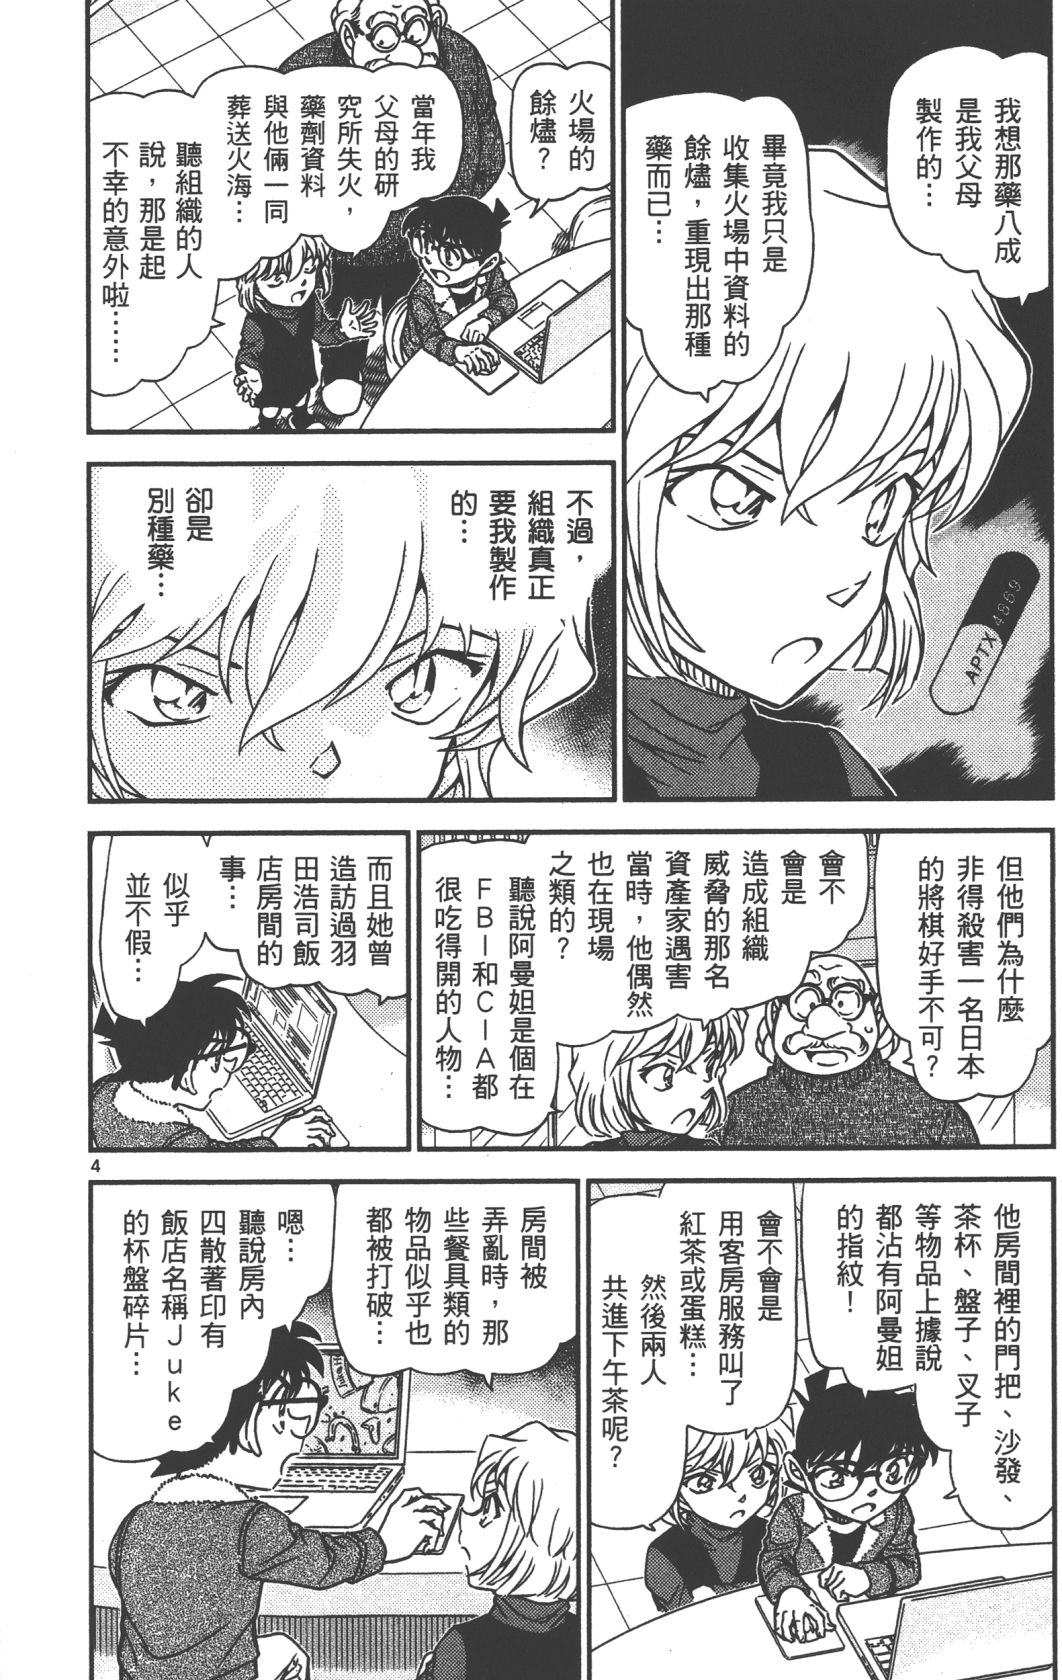 我想那藥八成
是我父母
製作的…
畢竟我只是
收集火場中資料的
餘燼，重現出那種
藥而已…
APTX 4869
火場的
餘燼？
當年我
父母的研
究所失火，
藥劑資料
與他倆一同
葬送火海…
聽組織的人
說，那是起
不幸的意外啦……
不過，
組織真正
要我製作
的…
卻是
別種藥…
但他們為什麼
非得殺害一名日本
的將棋好手不可？
會不
會是
造成組織
威脅的那名
資產家遇害
當時，他偶然
也在現場
之類的？
聽說阿曼姐是個在
FBI和CIA都
很吃得開的人物…
而且她曾
造訪過羽
田浩司飯
店房間的
事…
似乎
並不假…
4
他房間裡的門把、沙發、
茶杯、盤子、叉子
等物品上據說
都沾有阿曼姐
的指紋！
會不會是
用客房服務叫了
紅茶或蛋糕…
然後兩人
共進下午茶呢？
房間被
弄亂時，那
些餐具類的
物品似乎也
都被打破…
嗯…
聽說房內
四散著印有
飯店名稱Juke
的杯盤碎片…